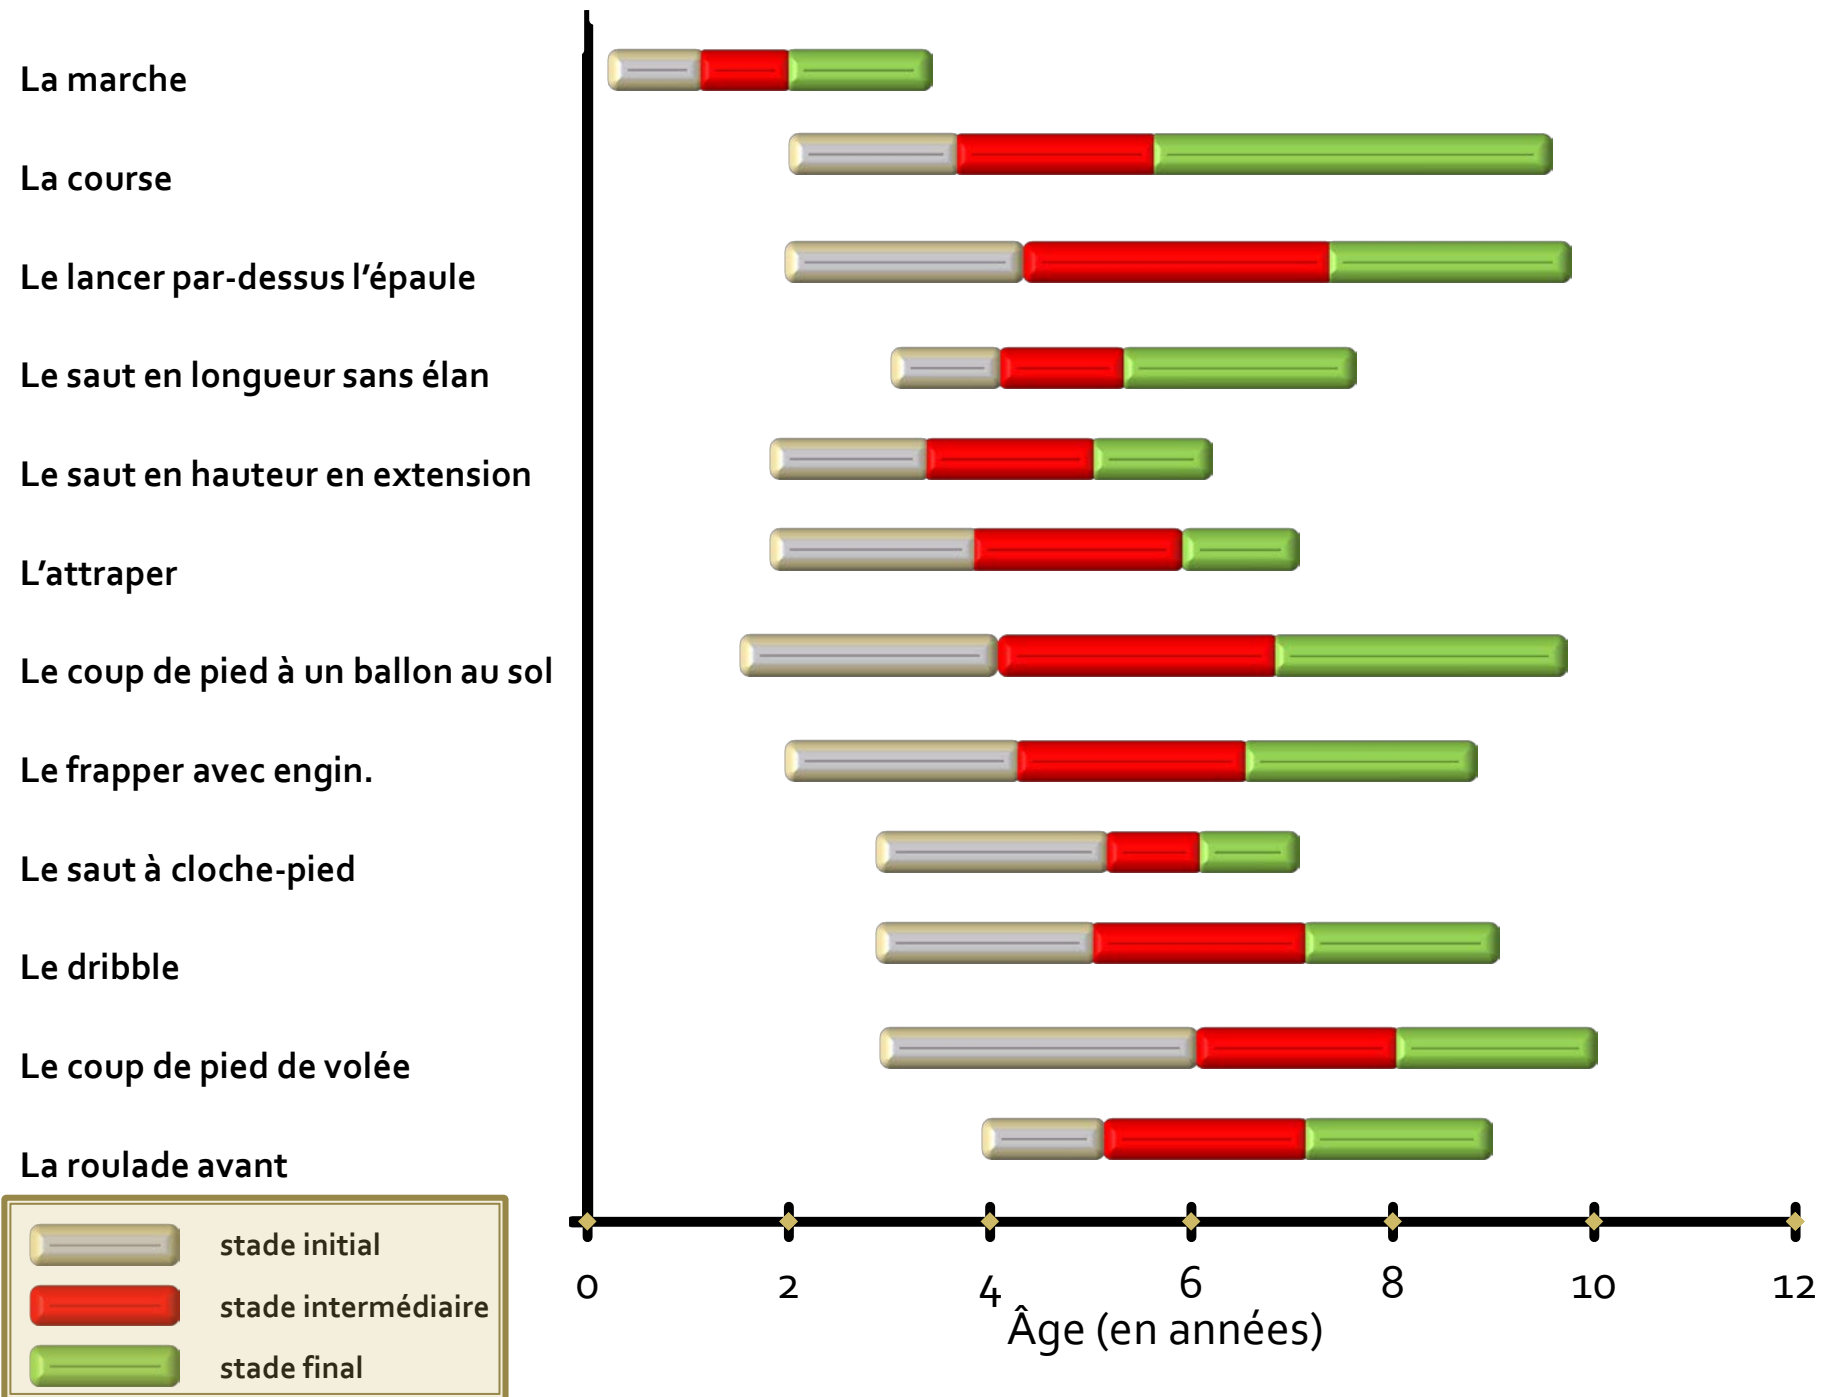 La marche
La course
Le lancer par-dessus l’épaule
Le saut en longueur sans élan
Le saut en hauteur en extension
L’attraper
Le coup de pied à un ballon au sol
Le frapper avec engin.
Le saut à cloche-pied
Le dribble
Le coup de pied de volée
La roulade avant
stade initial
stade intermédiaire
stade final
0 2 4 6 8 10 12
Âge (en années)